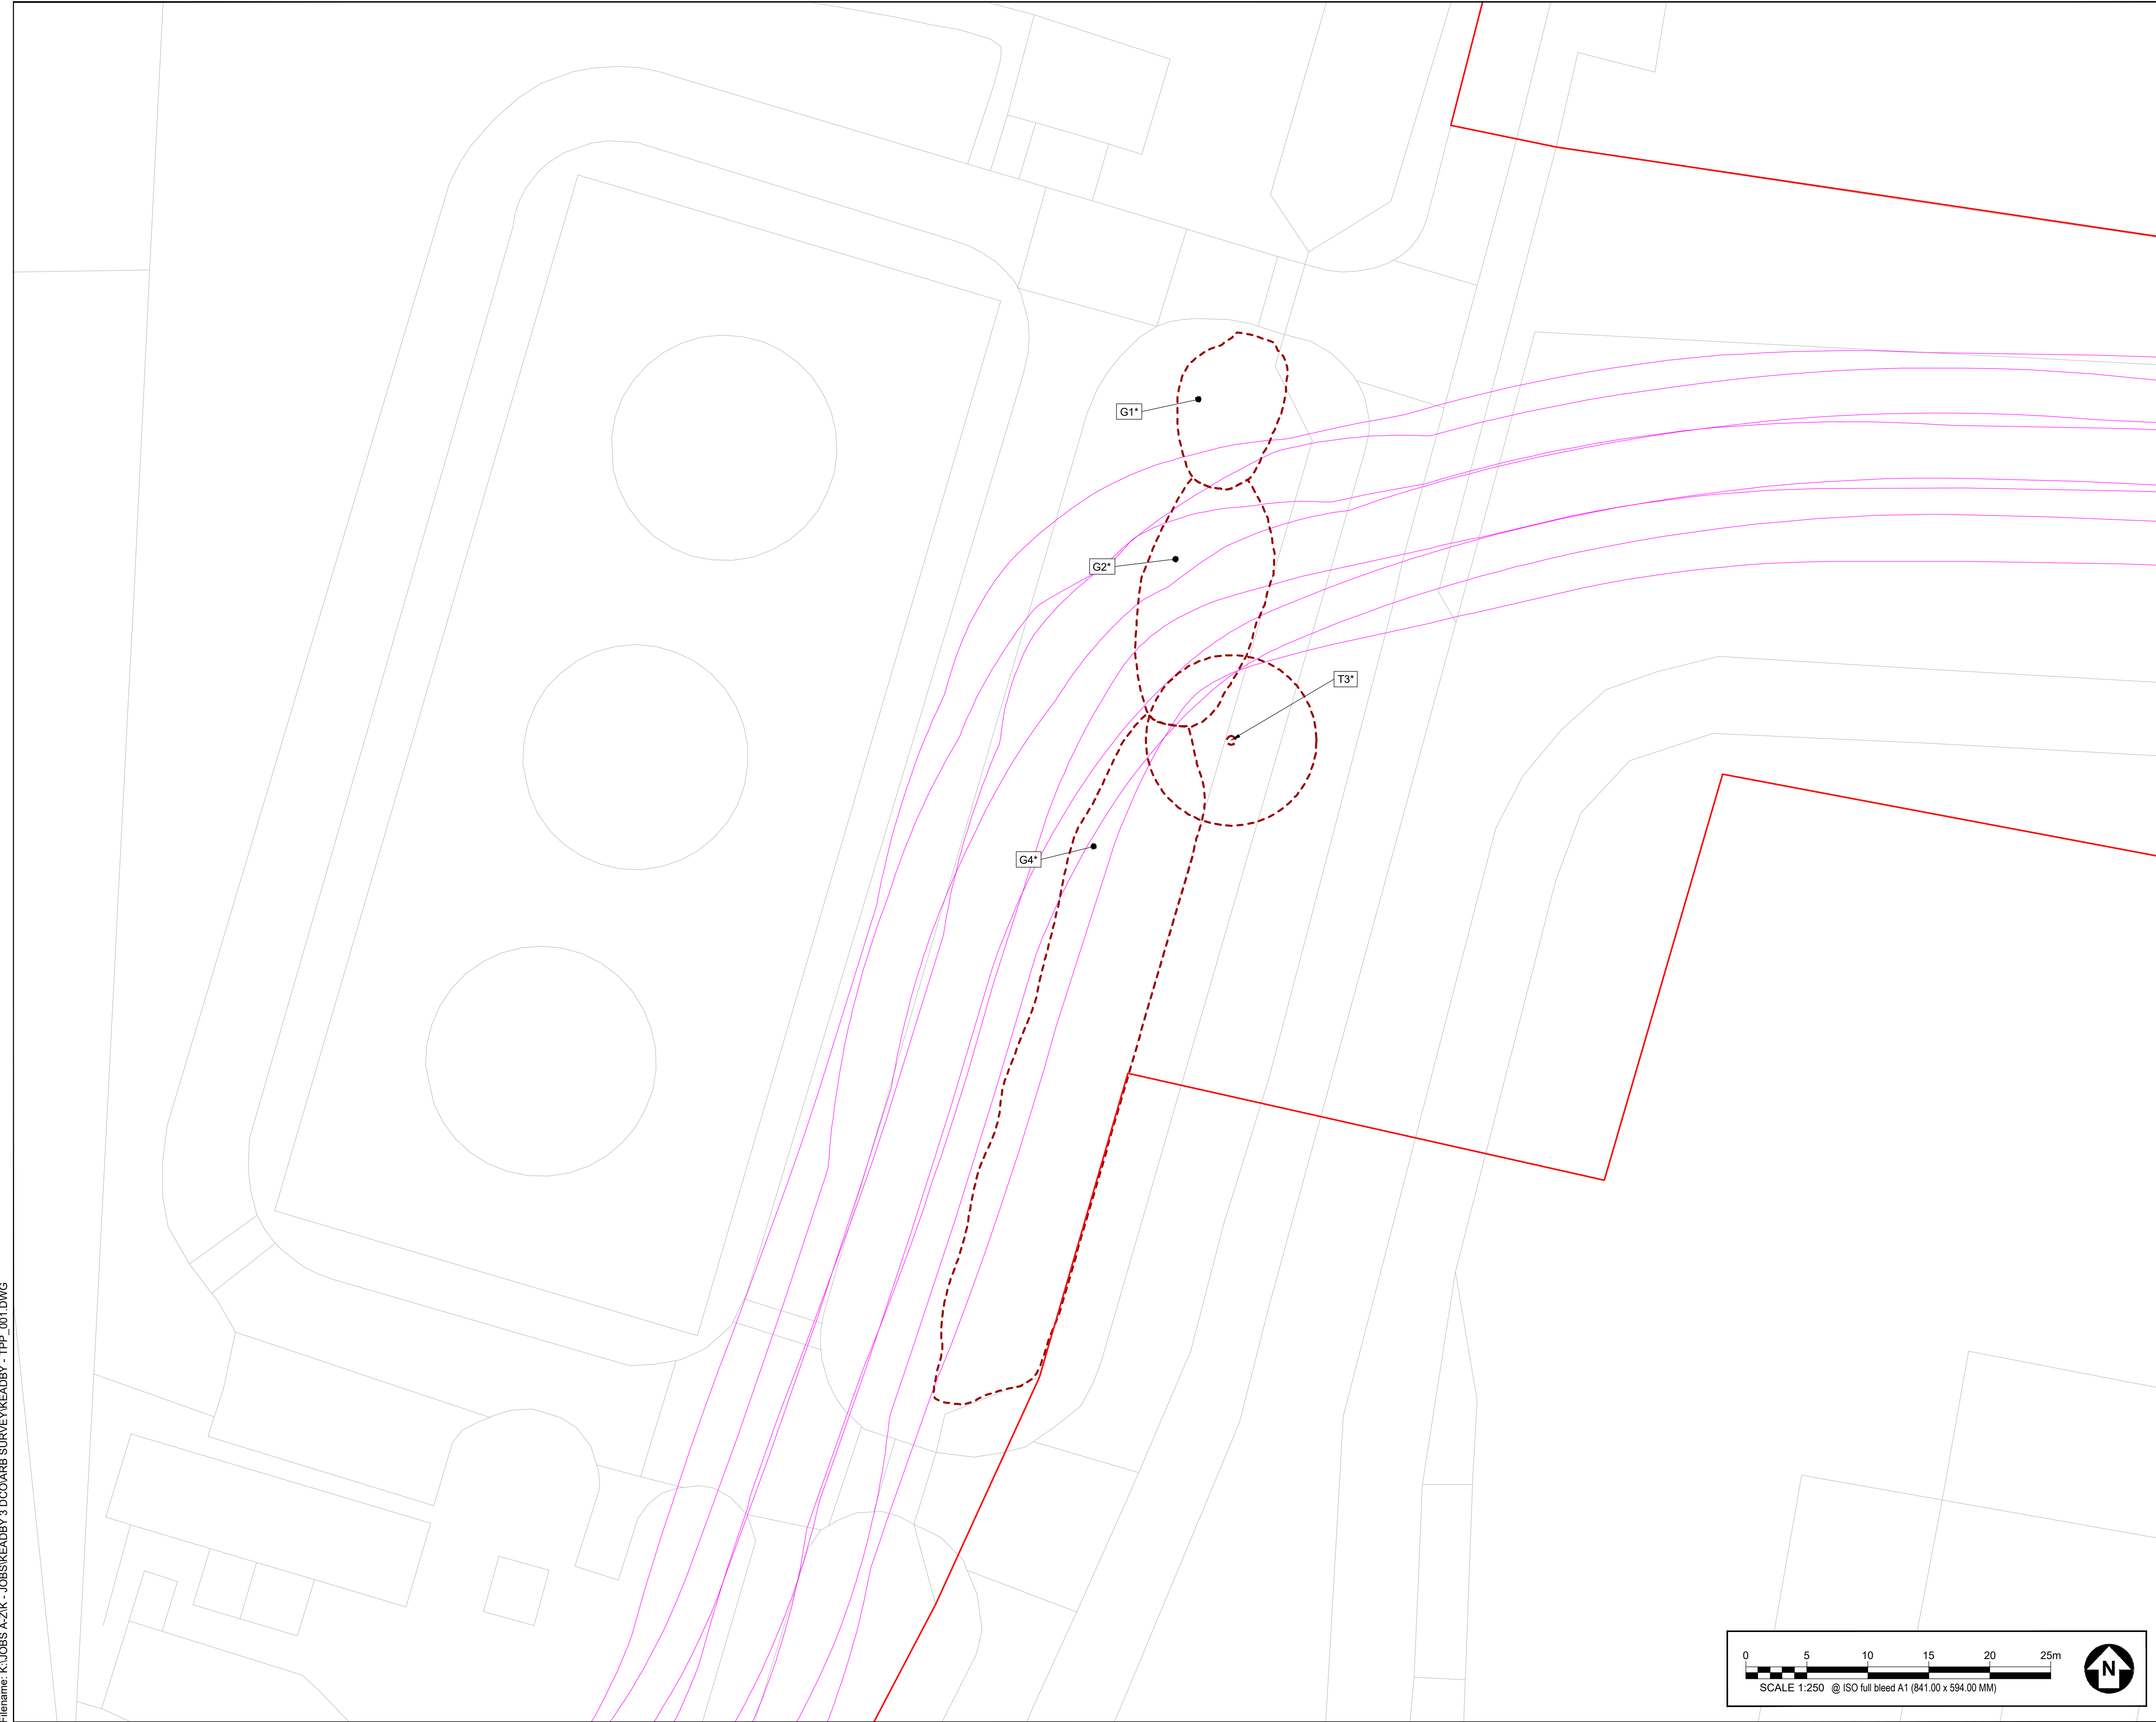 G1*
G2*
T3*
G4*
0 5 10 15 20 25m
SCALE 1:250 @ ISO full bleed A1 (841.00 x 594.00 MM)
N
Filename: K:\JOBS A-Z\K - JOBS\KEADBY 3 DCO\ARB SURVEY\KEADBY - TPP_001.DWG